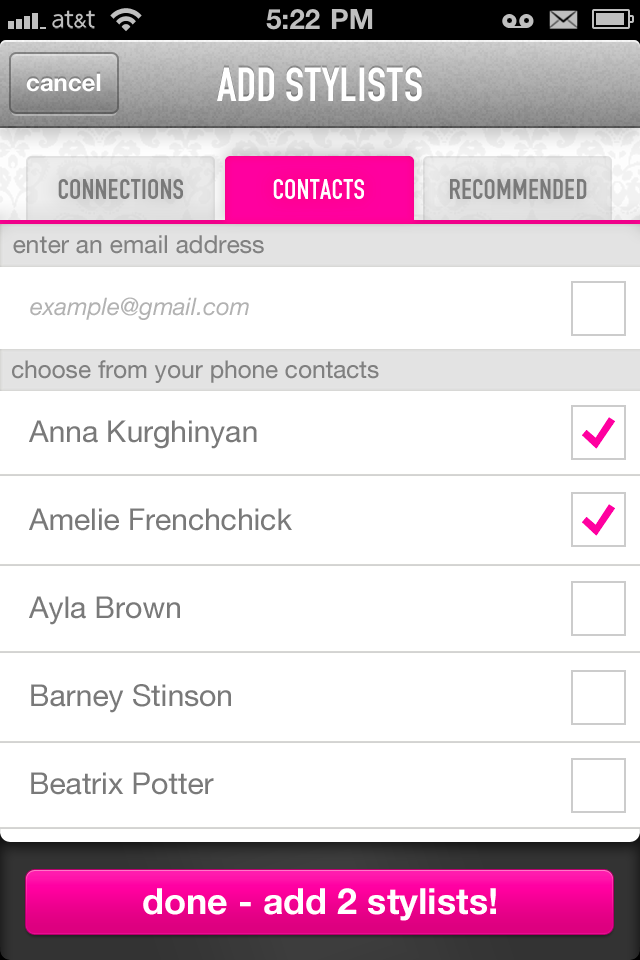 at&t 5:22 PM
cancel ADD STYLISTS
CONNECTIONS CONTACTS RECOMMENDED
enter an email address
example@gmail.com
choose from your phone contacts
Anna Kurghinyan
Amelie Frenchchick
Ayla Brown
Barney Stinson
Beatrix Potter
done - add 2 stylists!